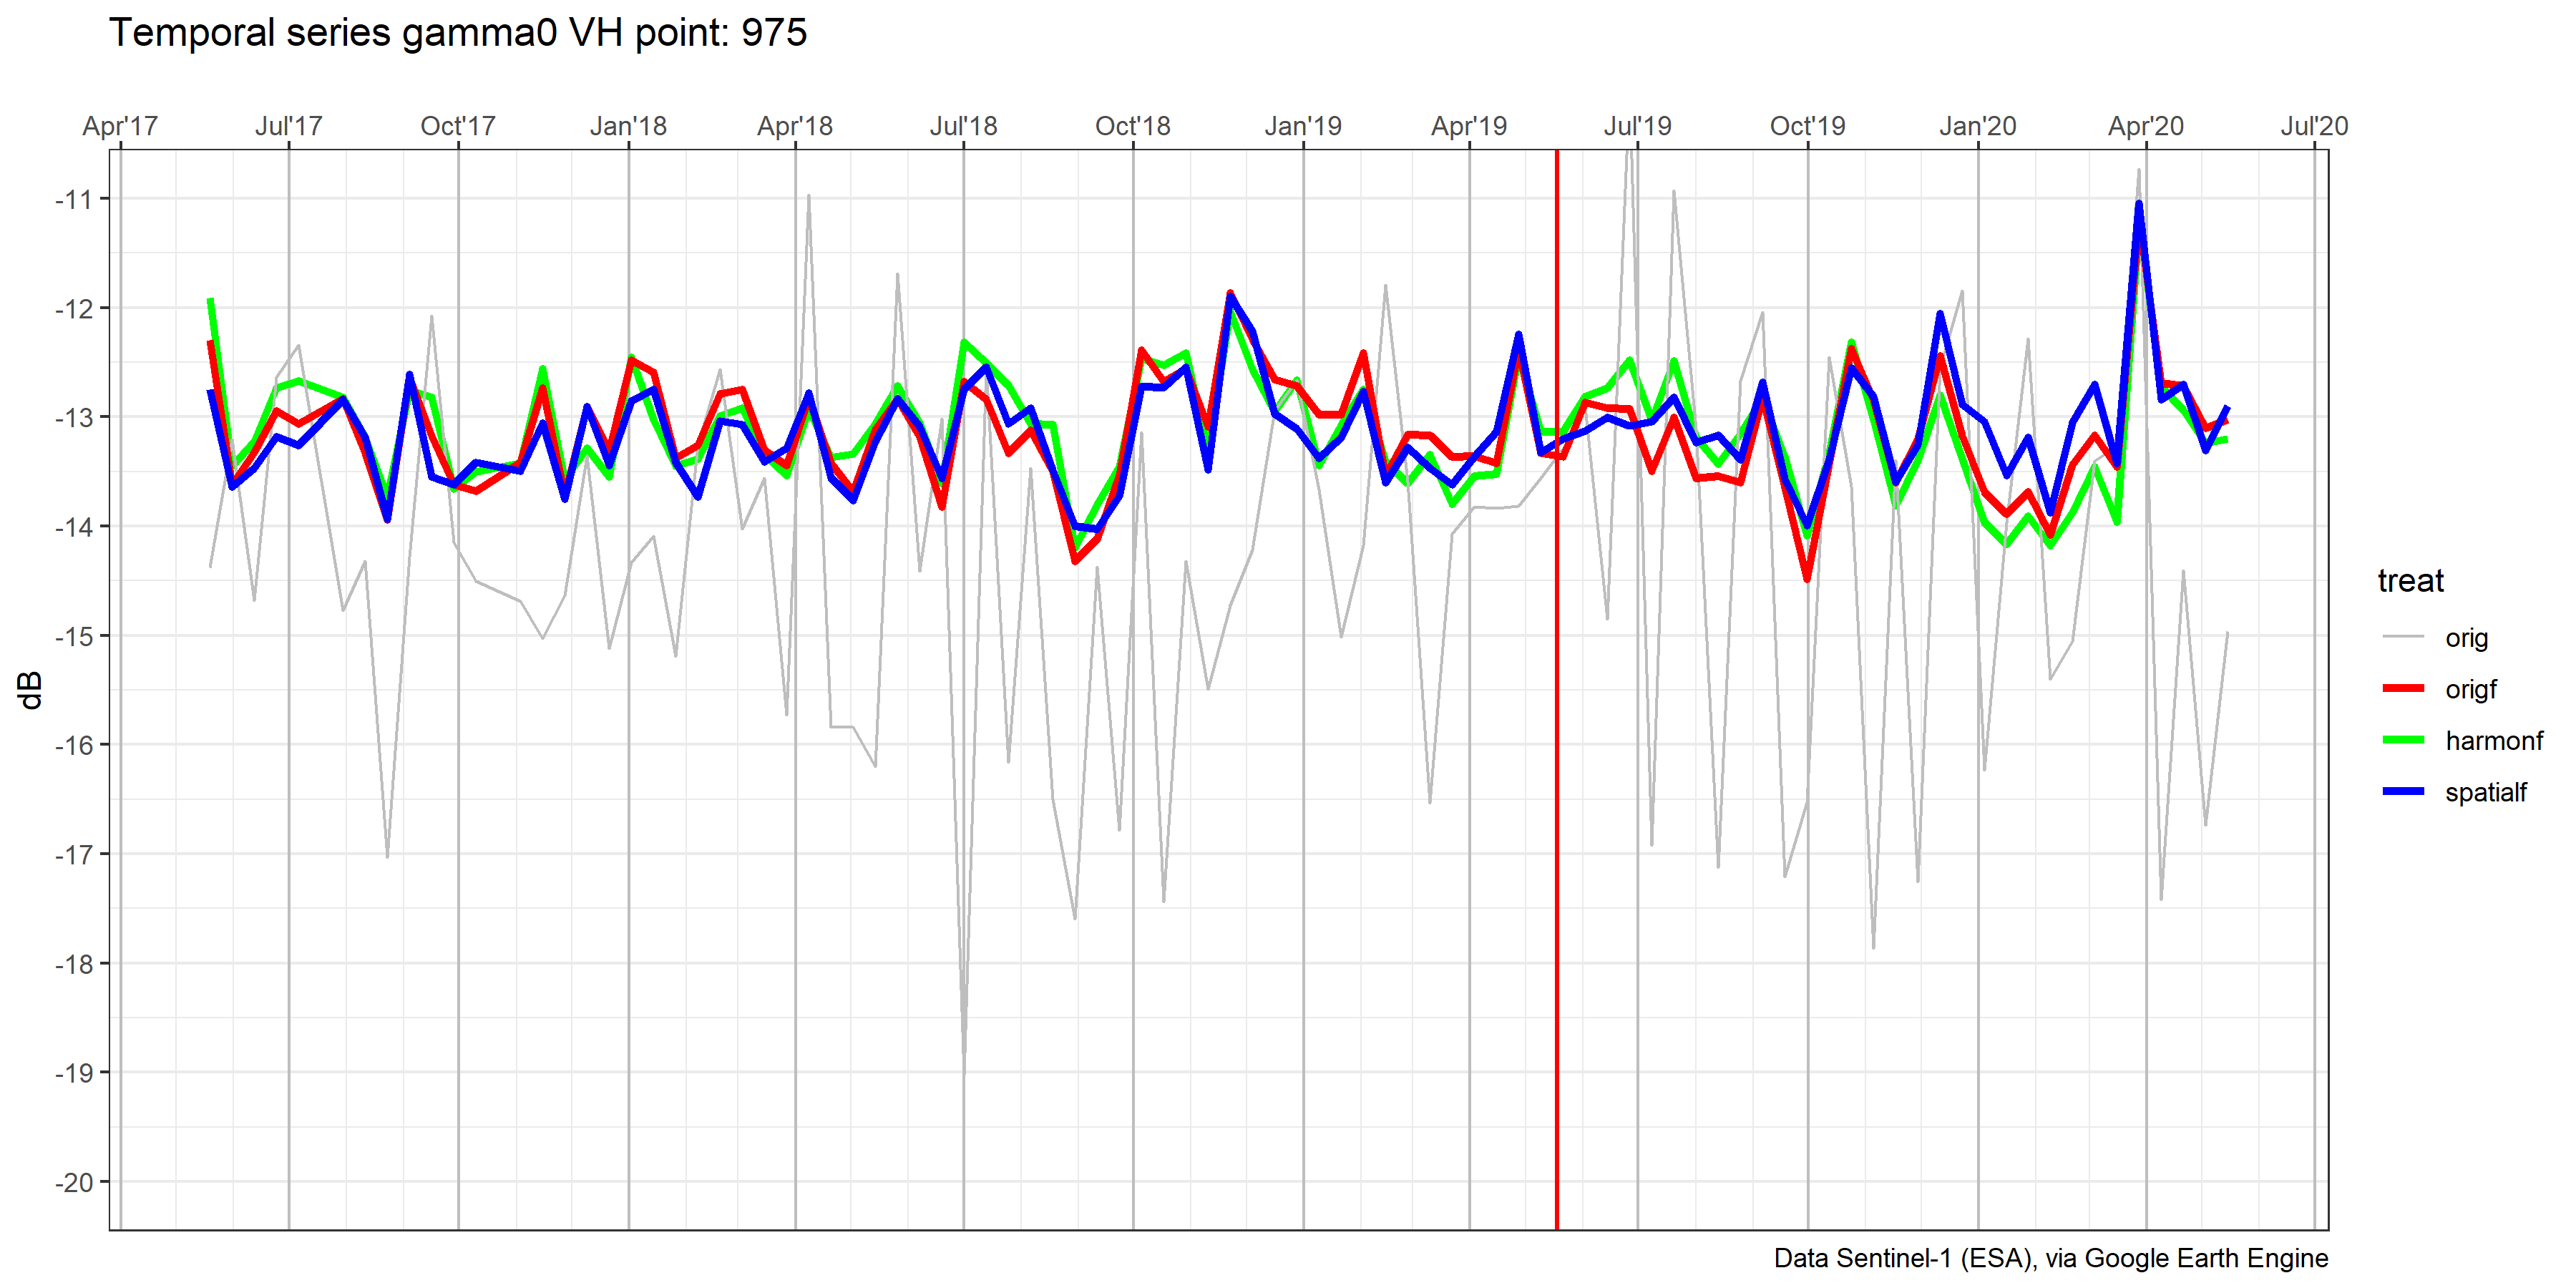 Temporal series gamma0 VH point: 975
Apr'17 Jul'17 Oct'17 Jan'18 Apr'18 Jul'18 Oct'18 Jan'19 Apr'19 Jul'19 Oct'19 Jan'20 Apr'20 Jul'20
-11
-12
-13
-14
-15
-16
-17
-18
-19
-20
dB
treat
orig
origf
harmonf
spatialf
Data Sentinel-1 (ESA), via Google Earth Engine